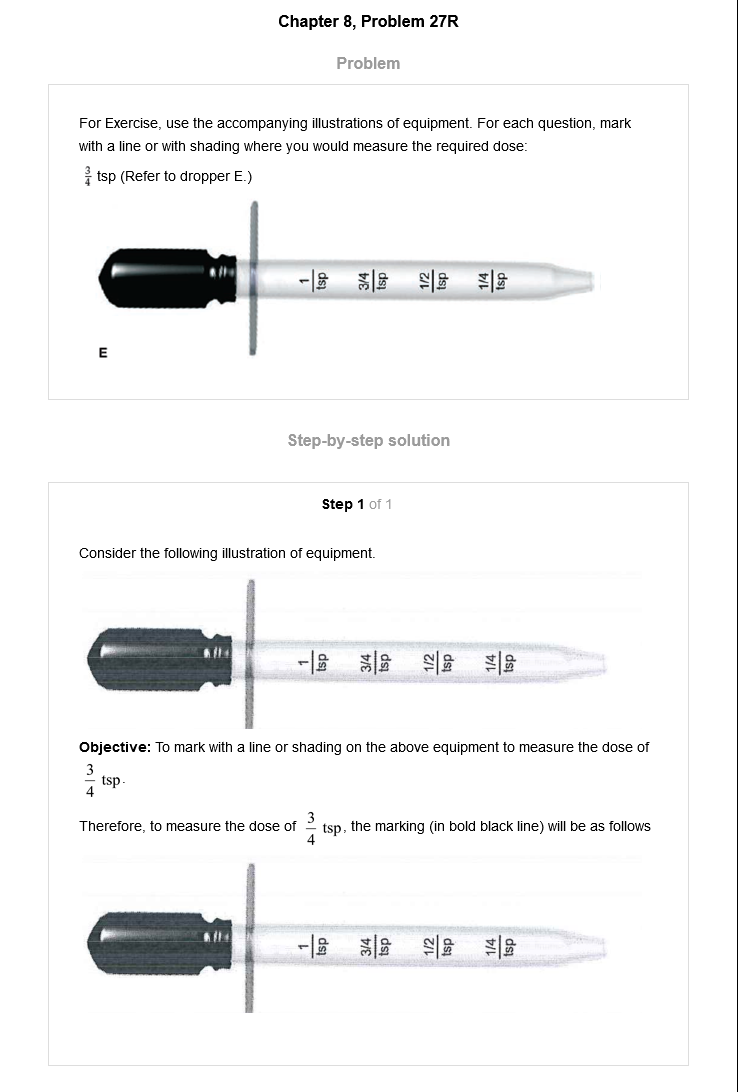 Chapter 8, Problem 27R
Problem
For Exercise, use the accompanying illustrations of equipment. For each question, mark
with a line or with shading where you would measure the required dose:
3/4 tsp (Refer to dropper E.)
1 tsp 3/4 tsp 1/2 tsp 1/4 tsp
E
Step-by-step solution
Step 1 of 1
Consider the following illustration of equipment.
1 tsp 3/4 tsp 1/2 tsp 1/4 tsp
Objective: To mark with a line or shading on the above equipment to measure the dose of
3/4 tsp.
Therefore, to measure the dose of 3/4 tsp, the marking (in bold black line) will be as follows
1 tsp 3/4 tsp 1/2 tsp 1/4 tsp